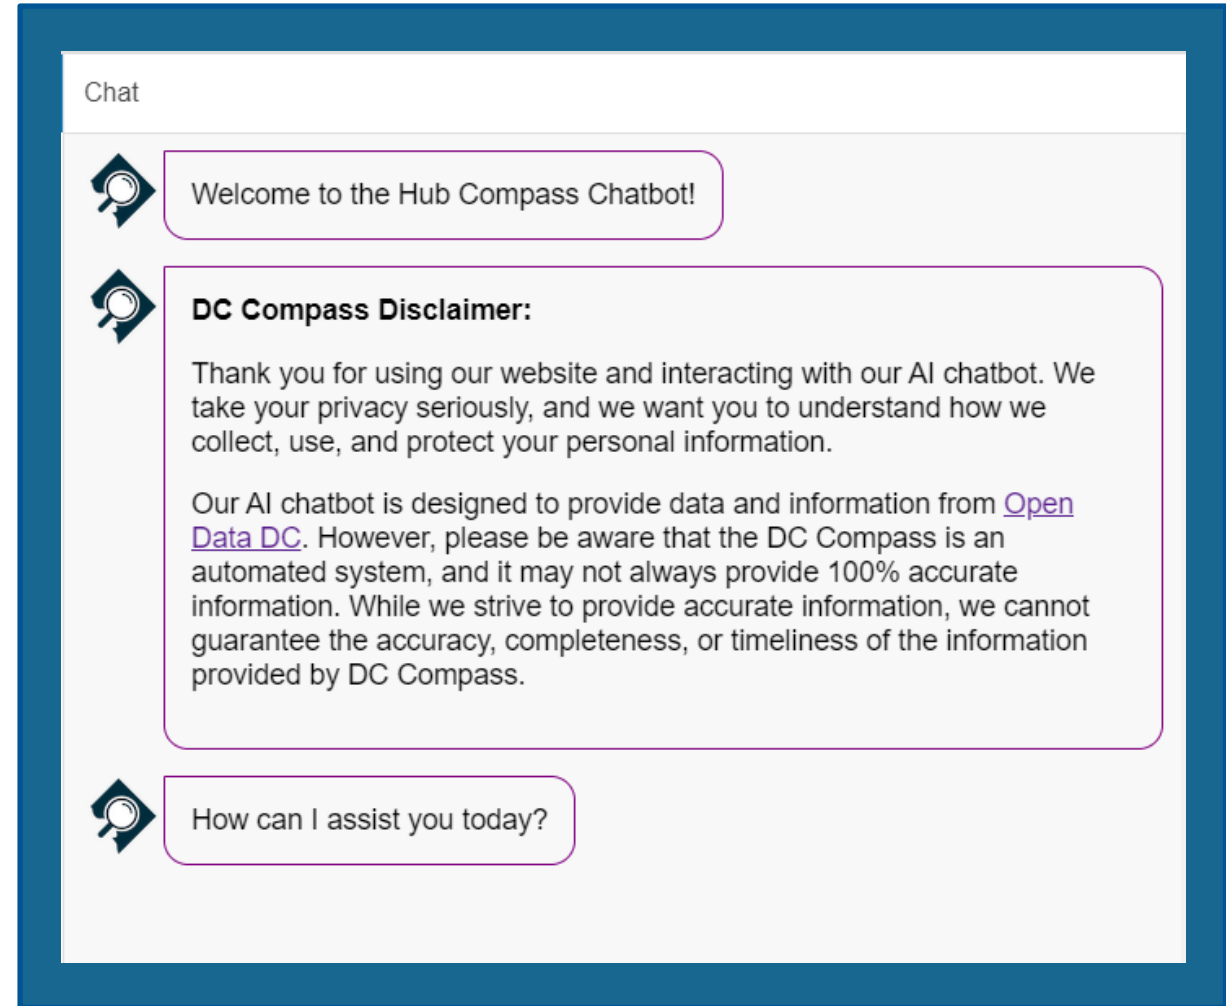 Chat
Welcome to the Hub Compass Chatbot!
DC Compass Disclaimer:
Thank you for using our website and interacting with our AI chatbot. We
take your privacy seriously, and we want you to understand how we
collect, use, and protect your personal information.
Our AI chatbot is designed to provide data and information from Open
Data DC. However, please be aware that the DC Compass is an
automated system, and it may not always provide 100% accurate
information. While we strive to provide accurate information, we cannot
guarantee the accuracy, completeness, or timeliness of the information
provided by DC Compass.
How can I assist you today?